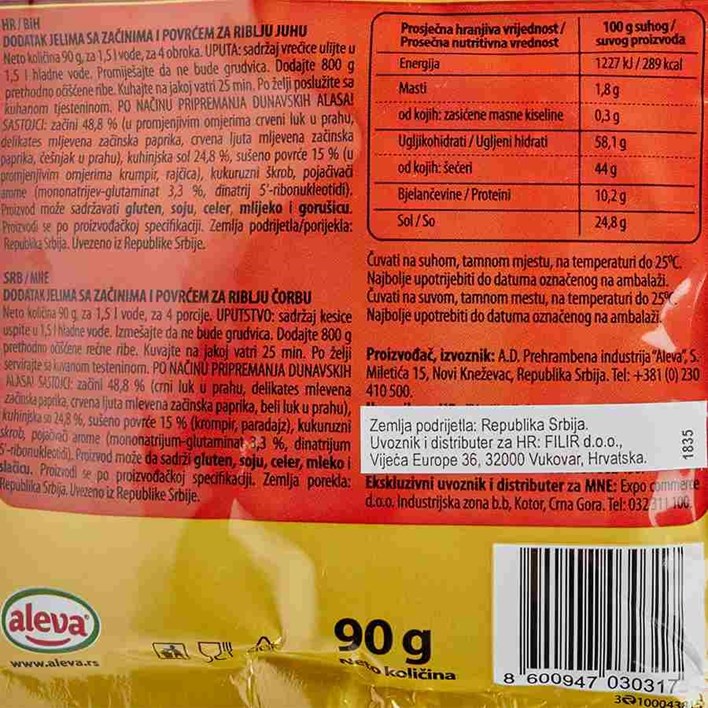 HR/BiH
DODATAK JELIMA SA ZAČINIMA I POVRĆEM ZA RIBLJU JUHU
Neto količina 90 g, za 1,5 l vode, za 4 obroka. UPUTA: sadržaj vrećice ulijte u
1,5 l hladne vode. Promiješajte da ne bude grudvica. Dodajte 800 g
prethodno očišćene ribe. Kuhajte na jakoj vatri 25 min. Po želji poslužite sa
kuhanom tjesteninom. PO NAČINU PRIPREMANJA DUNAVSKIH ALASA!
SASTOJCI: začini 48,8 % (u promjenjivim omjerima crveni luk u prahu,
delikates mljevena začinska paprika, crvena ljuta mljevena začinska
paprika, češnjak u prahu), kuhinjska sol 24,8 %, sušeno povrće 15 % (u
promjenjivim omjerima krumpir, rajčica), kukuruzni škrob, pojačivači
arome (mononatrijev-glutaminat 3,3 %, dinatrij 5'-ribonukleotidi).
Proizvod može sadržavati gluten, soju, celer, mlijeko i gorušicu.
Proizvodi se po proizvođačkoj specifikaciji. Zemlja podrijetla/porijekla:
Republika Srbija. Uvezeno iz Republike Srbije.
SRB/MNE
DODATAK JELIMA SA ZAČINIMA I POVRĆEM ZA RIBLJU ČORBU
Neto količina 90 g, za 1,5 l vode, za 4 porcije. UPUTSTVO: sadržaj kesice
uspite u 1,5 l hladne vode. Izmešajte da ne bude grudvica. Dodajte 800 g
prethodno očišćene rečne ribe. Kuvajte na jakoj vatri 25 min. Po želji
servirajte sa kuvanom testeninom. PO NAČINU PRIPREMANJA DUNAVSKIH
ALASA! SASTOJCI: začini 48,8 % (crni luk u prahu, delikates mlevena
začinska paprika, crvena ljuta mlevena začinska paprika, beli luk u prahu),
kuhinjska so 24,8 %, sušeno povrće 15 % (krompir, paradajz), kukuruzni
skrob, pojačivači arome (mononatrijum-glutaminat 3,3 %, dinatrijum
5'-ribonukleotidi). Proizvod može da sadrži gluten, soju, celer, mleko i
slačicu. Proizvodi se po proizvođačkoj specifikaciji. Zemlja porekla:
Republika Srbija. Uvezeno iz Republike Srbije.
Prosječna hranjiva vrijednost / 100 g suhog /
Prosečna nutritivna vrednost suvog proizvoda
Energija 1227 kJ / 289 kcal
Masti 1,8 g
od kojih: zasićene masne kiseline 0,3 g
Ugljikohidrati / Ugljeni hidrati 58,1 g
od kojih: šećeri 44 g
Bjelančevine / Proteini 10,2 g
Sol / So 24,8 g
Čuvati na suhom, tamnom mjestu, na temperaturi do 25°C.
Najbolje upotrijebiti do datuma označenog na ambalaži.
Čuvati na suvom, tamnom mestu, na temperaturi do 25°C.
Najbolje upotrebiti do datuma označenog na ambalaži.
Proizvođač, izvoznik: A.D. Prehrambena industrija "Aleva", S.
Miletića 15, Novi Kneževac, Republika Srbija. Tel: +381 (0) 230
410 500.
Zemlja podrijetla: Republika Srbija.
Uvoznik i distributer za HR: FILIR d.o.o.,
Vijeća Europe 36, 32000 Vukovar, Hrvatska.
1835
Ekskluzivni uvoznik i distributer za MNE: Expo commerce
d.o.o. Industrijska zona b.b, Kotor, Crna Gora. Tel: 032 311 100.
aleva
www.aleva.rs
90 g
Neto količina
8 600947 030317